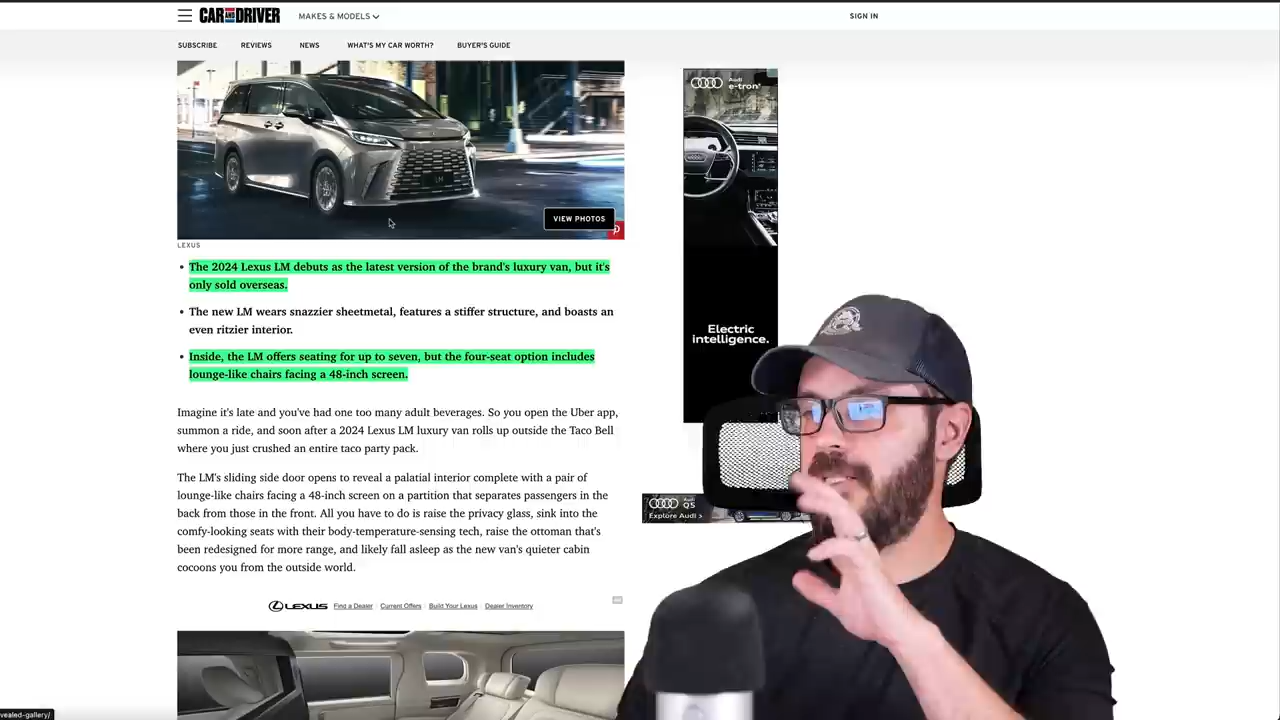 CAR AND DRIVER
MAKES & MODELS
SIGN IN
SUBSCRIBE
REVIEWS
NEWS
WHAT'S MY CAR WORTH?
BUYER'S GUIDE
LM
VIEW PHOTOS
LEXUS
• The 2024 Lexus LM debuts as the latest version of the brand's luxury van, but it's
only sold overseas.
• The new LM wears snazzier sheetmetal, features a stiffer structure, and boasts an
even ritzier interior.
• Inside, the LM offers seating for up to seven, but the four-seat option includes
lounge-like chairs facing a 48-inch screen.
Imagine it's late and you've had one too many adult beverages. So you open the Uber app,
summon a ride, and soon after a 2024 Lexus LM luxury van rolls up outside the Taco Bell
where you just crushed an entire taco party pack.
The LM's sliding side door opens to reveal a palatial interior complete with a pair of
lounge-like chairs facing a 48-inch screen on a partition that separates passengers in the
back from those in the front. All you have to do is raise the privacy glass, sink into the
comfy-looking seats with their body-temperature-sensing tech, raise the ottoman that's
been redesigned for more range, and likely fall asleep as the new van's quieter cabin
cocoons you from the outside world.
LEXUS
Find a Dealer
Current Offers
Build Your Lexus
Dealer Inventory
Ad
Audi
e-tron
Electric
intelligence.
Audi
Q5
Explore Audi >
vealed-gallery/